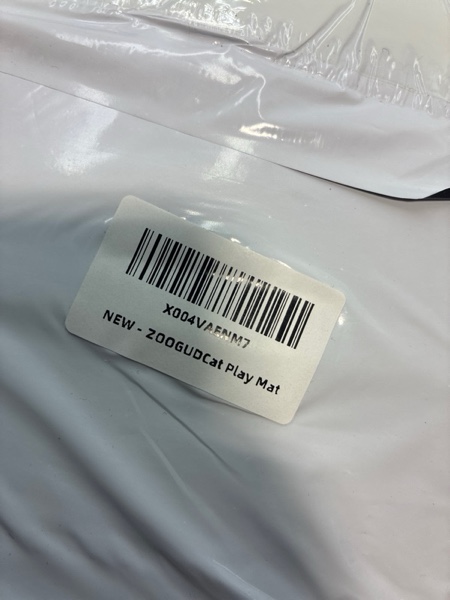 X004VAFNM7
NEW - ZOOGUDCat Play Mat